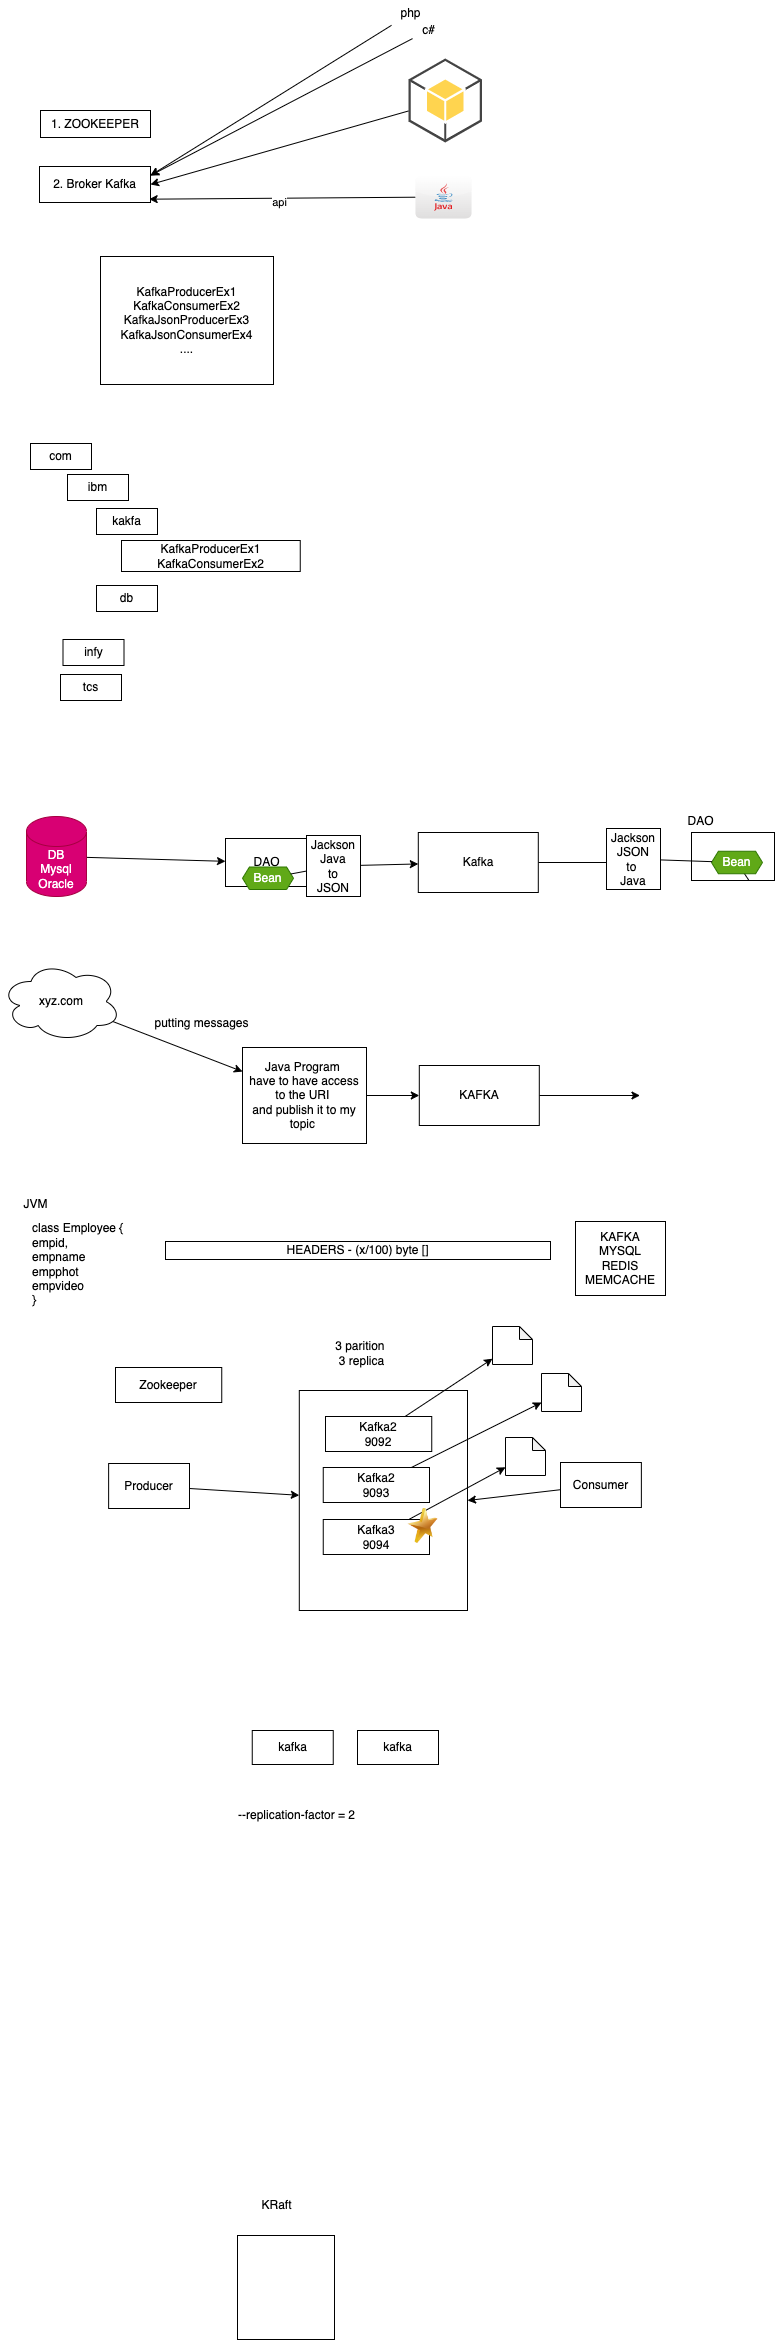 php
c#
1. ZOOKEEPER
2. Broker Kafka
api
Java
KafkaProducerEx1
KafkaConsumerEx2
KafkaJsonProducerEx3
KafkaJsonConsumerEx4
....
com
ibm
kakfa
KafkaProducerEx1
KafkaConsumerEx2
db
infy
tcs
DB
Mysql
Oracle
DAO
Bean
Jackson
Java
to
JSON
Kafka
Jackson
JSON
to
Java
DAO
Bean
xyz.com
putting messages
Java Program
have to have access
to the URI
and publish it to my
topic
KAFKA
JVM
class Employee {
empid,
empname
empphot
empvideo
}
HEADERS - (x/100) byte []
KAFKA
MYSQL
REDIS
MEMCACHE
3 parition
3 replica
Zookeeper
Kafka2
9092
Kafka2
9093
Kafka3
9094
Producer
Consumer
kafka
kafka
--replication-factor = 2
KRaft